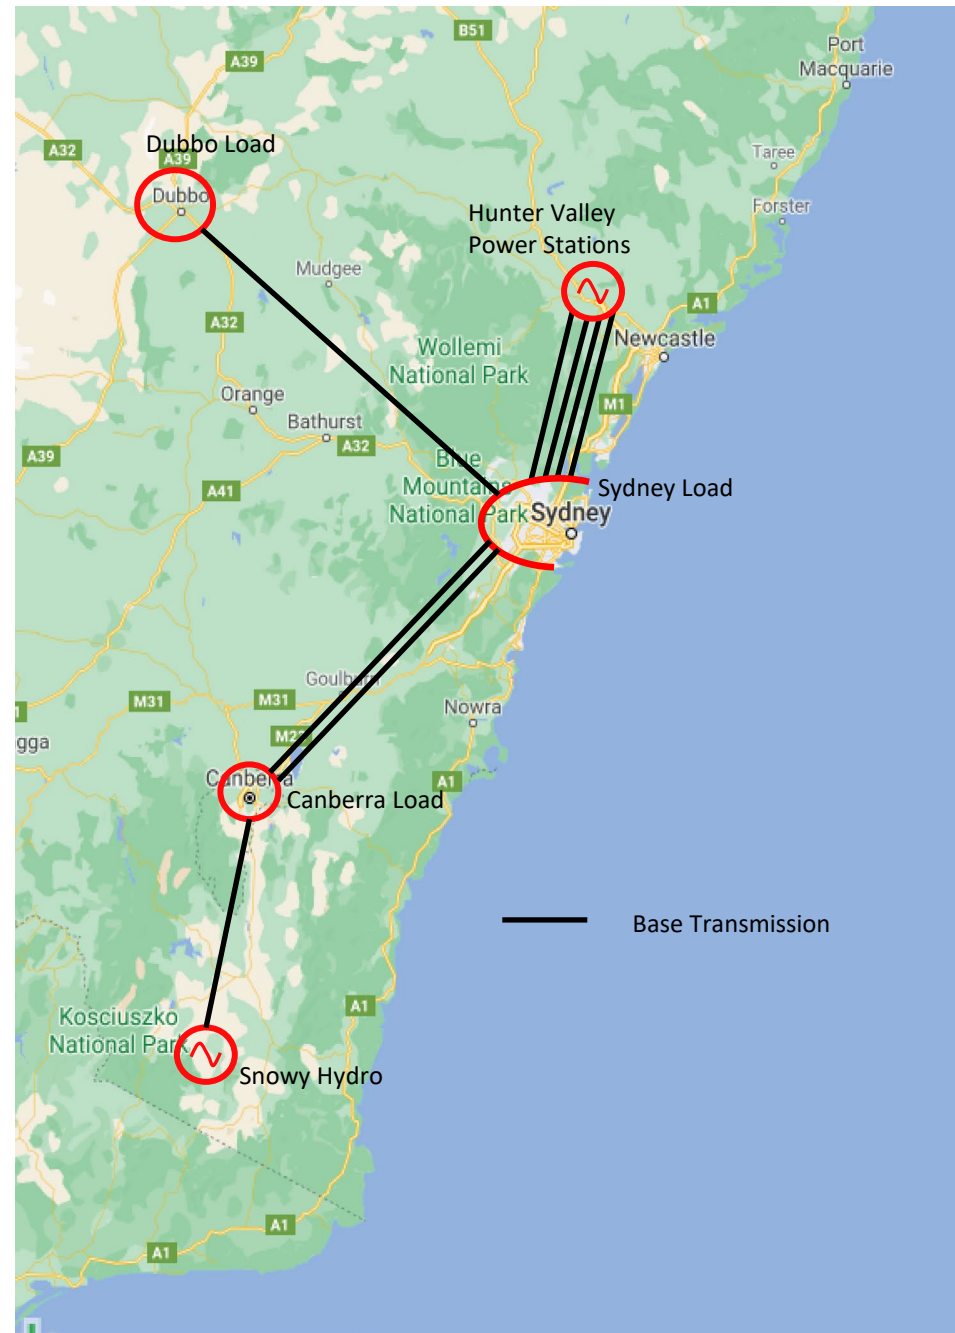 B51
Port
Macquarie
A39
Dubbo Load
A32
A39
Taree
Dubbo
Forster
Hunter Valley
Power Stations
Mudgee
A1
A32
Newcastle
Wollemi
National Park
Orange
M1
Bathurst
A32
A39
Blue
Mountains
National Park
A41
Sydney Load
Sydney
Goulburn
M31
M31
Nowra
gga
M23
Canberra
A1
Canberra Load
Base Transmission
A1
Kosciuszko
National Park
Snowy Hydro
A1
A1